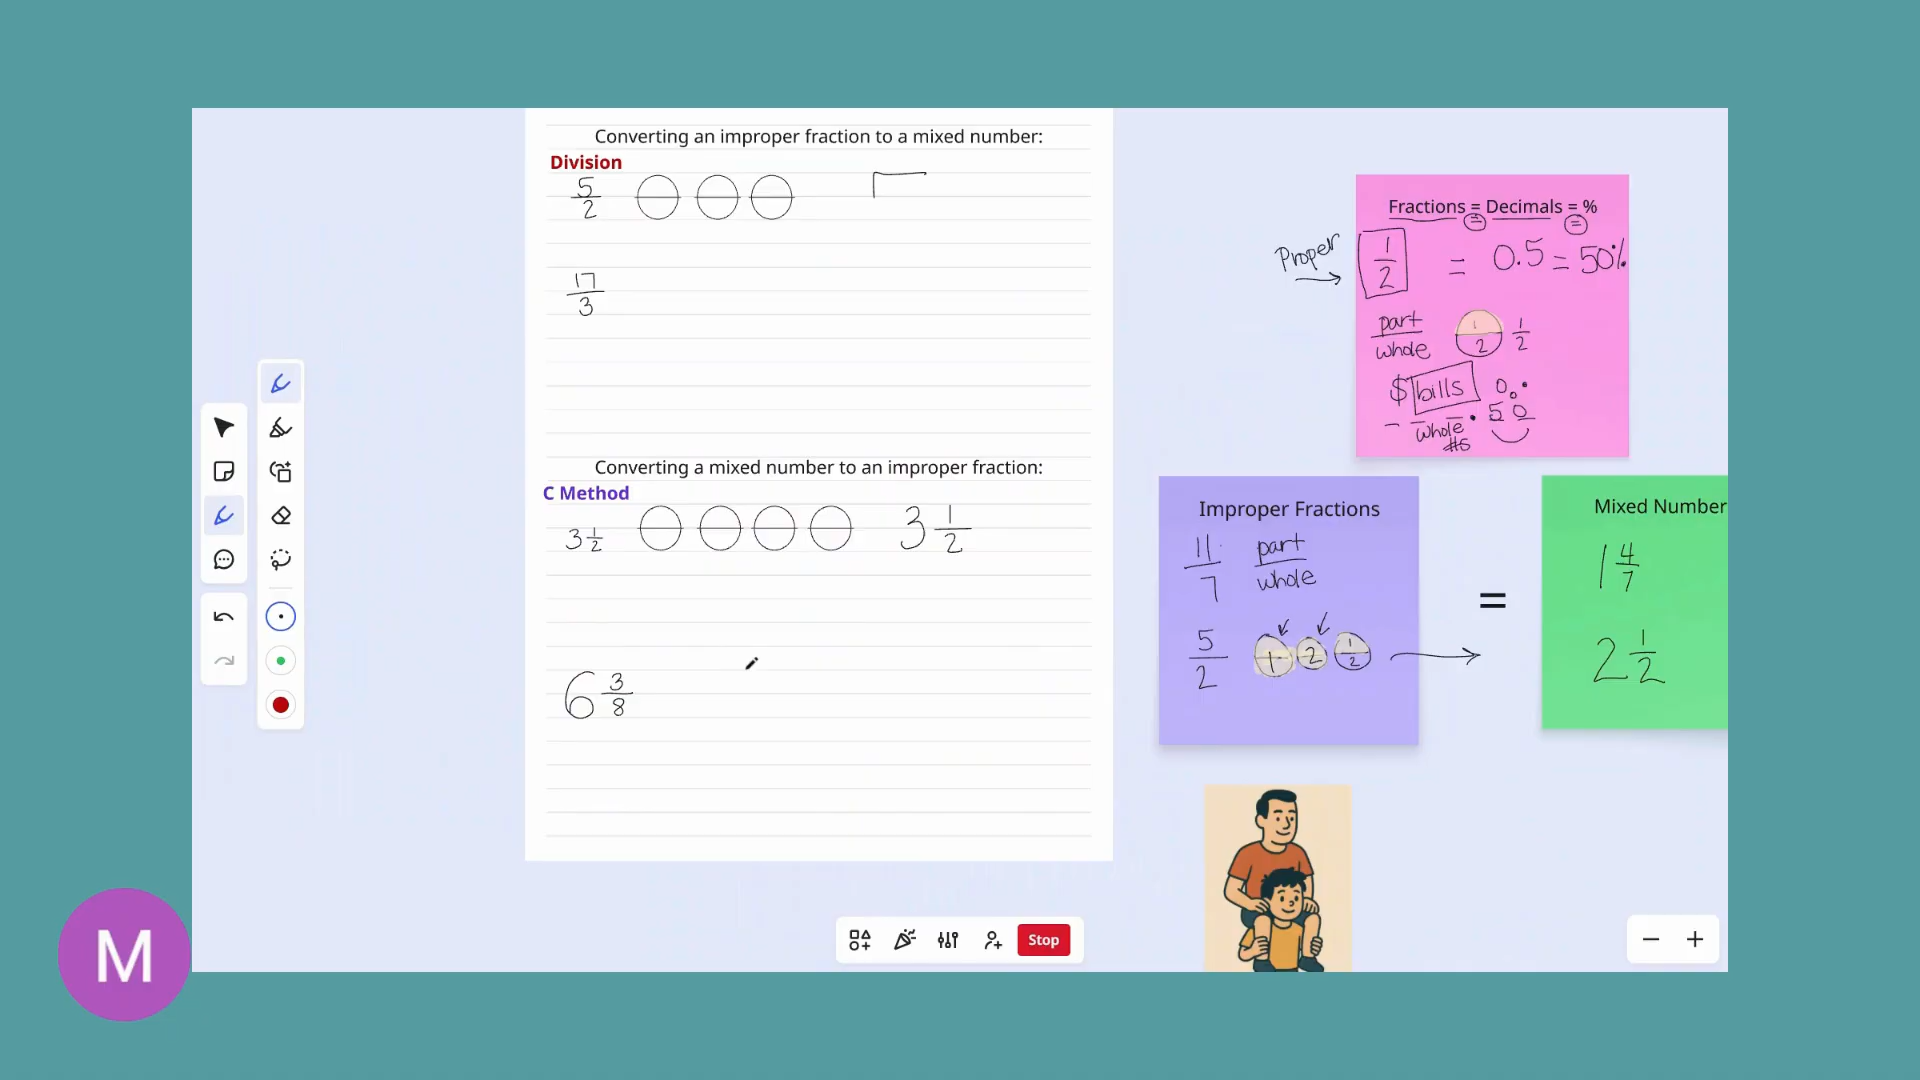 Converting an improper fraction to a mixed number:
Division
5/2
17/3
Converting a mixed number to an improper fraction:
C Method
3 1/2
3 1/2
6 3/8
Fractions = Decimals = %
Proper
1/2 = 0.5 = 50%
part
whole
1
2
1/2
$ bills
0.
50
whole
#s
Improper Fractions
11/7
part
whole
5/2
1
2
1/2
=
Mixed Number
1 4/7
2 1/2
Stop
M